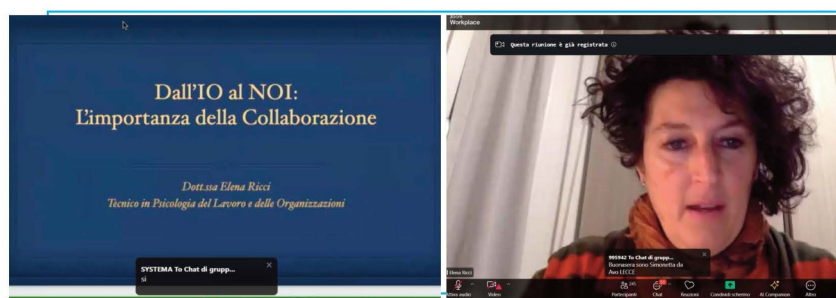 Dall'IO al NOI:
L'importanza della Collaborazione
Dott.ssa Elena Ricci
Tecnico in Psicologia del Lavoro e delle Organizzazioni
SYSTEMA To Chat di grupp...
si
Workplace
Questa riunione è già registrata
Elena Ricci
995942 To Chat di grupp...
Buonasera sono Simonetta da
Avo LECCE
Video
Partecipanti
Chat
Reazioni
Condividi schermo
AI Companion
Altro